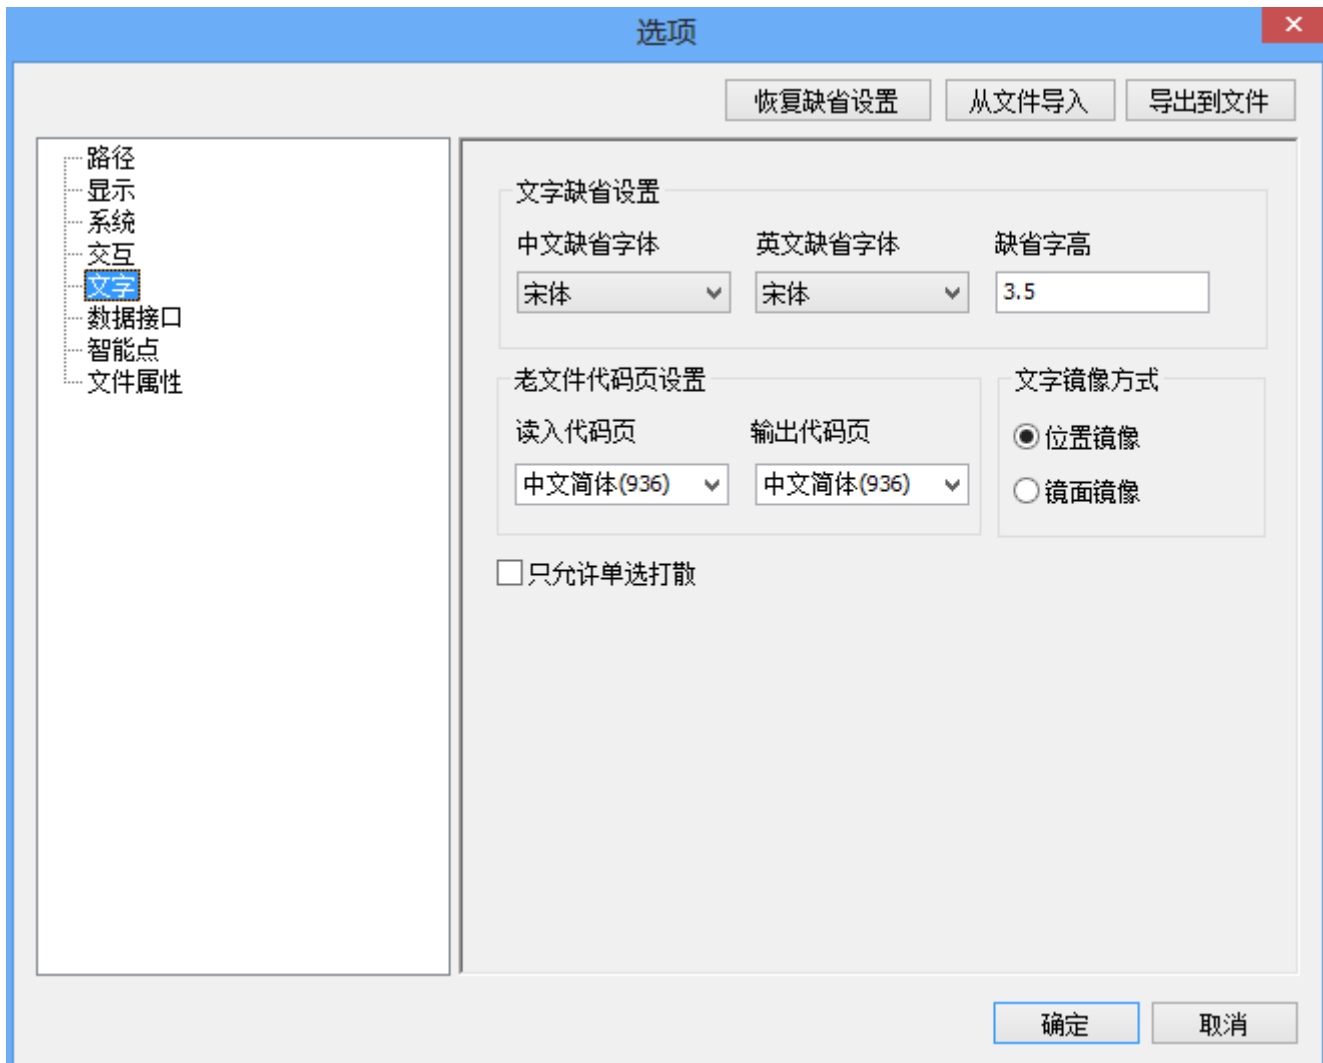 选项
恢复缺省设置 从文件导入 导出到文件
路径
显示
系统
交互
文字
数据接口
智能点
文件属性
文字缺省设置
中文缺省字体 英文缺省字体 缺省字高
宋体 宋体 3.5
老文件代码页设置
读入代码页 输出代码页
中文简体(936) 中文简体(936)
文字镜像方式
位置镜像
镜面镜像
只允许单选打散
确定 取消